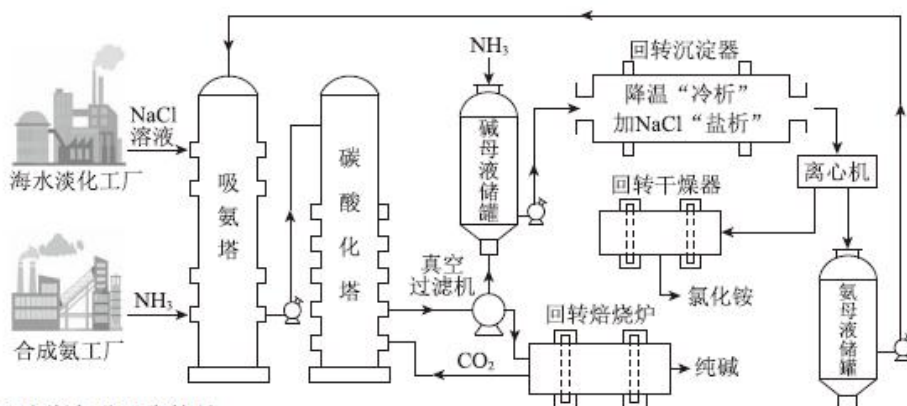 NaCl
溶液
海水淡化工厂
NH₃
合成氨工厂
吸氨塔
碳酸化塔
CO₂
真空
过滤机
NH₃
碱母液储罐
回转沉淀器
降温“冷析”
加NaCl“盐析”
离心机
回转干燥器
氯化铵
回转焙烧炉
纯碱
氨母液储罐